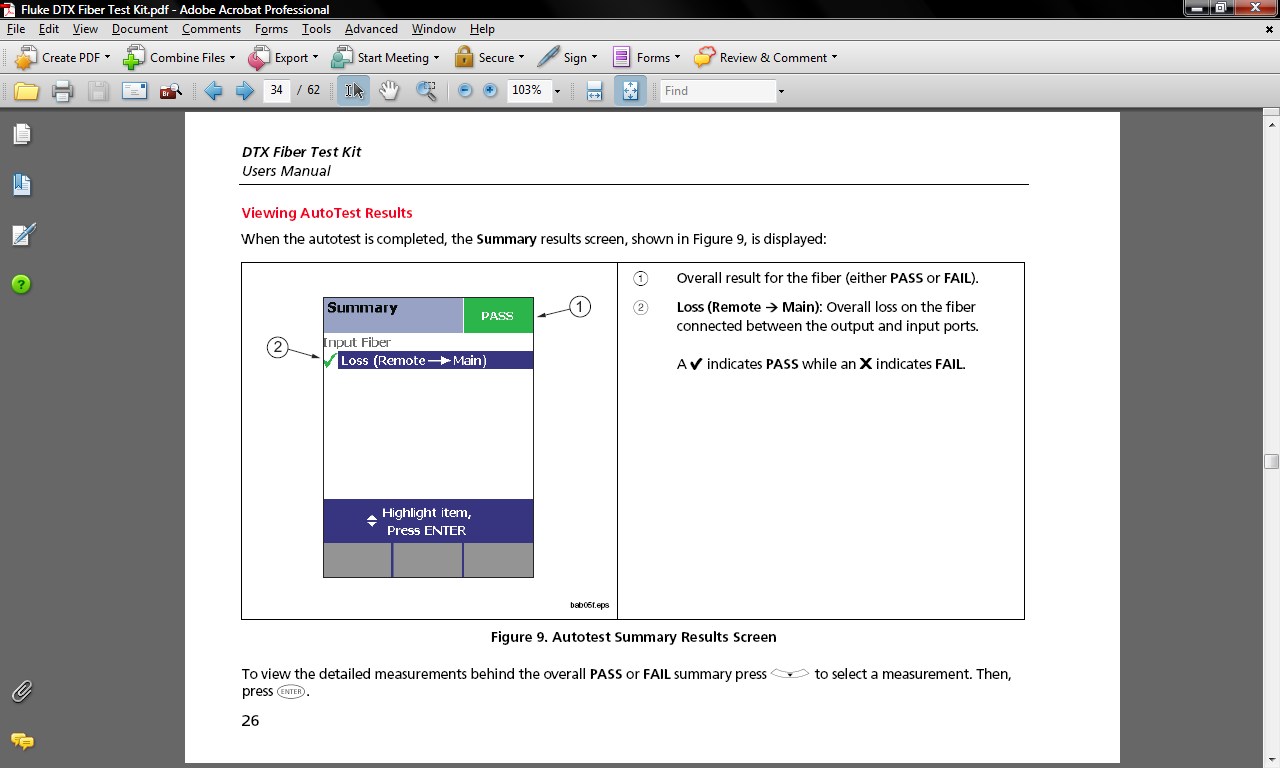 Fluke DTX Fiber Test Kit.pdf - Adobe Acrobat Professional
File Edit View Document Comments Forms Tools Advanced Window Help
Create PDF Combine Files Export Start Meeting Secure Sign Forms Review & Comment
Br 34 / 62 103% Find
DTX Fiber Test Kit
Users Manual
Viewing AutoTest Results
When the autotest is completed, the Summary results screen, shown in Figure 9, is displayed:
Summary PASS 1
Input Fiber
2 ✓ Loss (Remote → Main)
Highlight item,
Press ENTER
bab05f.eps
1 Overall result for the fiber (either PASS or FAIL).
2 Loss (Remote → Main): Overall loss on the fiber
connected between the output and input ports.
A ✓ indicates PASS while an X indicates FAIL.
Figure 9. Autotest Summary Results Screen
To view the detailed measurements behind the overall PASS or FAIL summary press to select a measurement. Then,
press ENTER.
26